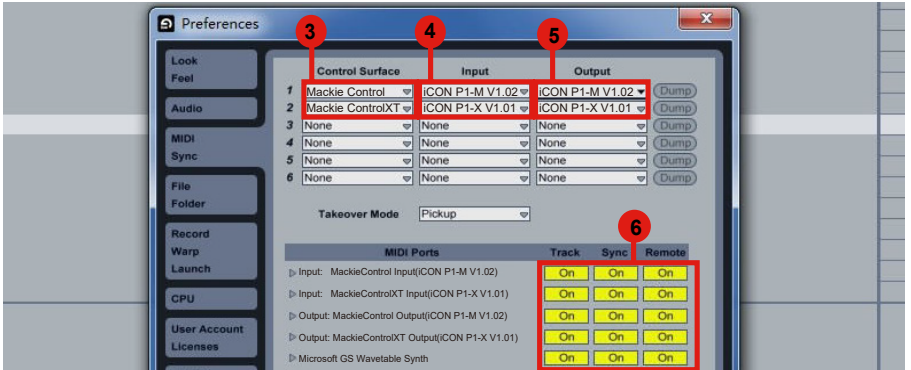 Preferences
X
3 4 5
Look
Feel
Audio
MIDI
Sync
File
Folder
Record
Warp
Launch
CPU
User Account
Licenses
Control Surface Input Output
1 Mackie Control iCON P1-M V1.02 iCON P1-M V1.02 Dump
2 Mackie ControlXT iCON P1-X V1.01 iCON P1-X V1.01 Dump
3 None None None Dump
4 None None None Dump
5 None None None Dump
6 None None None Dump
Takeover Mode Pickup
6
MIDI Ports Track Sync Remote
Input: MackieControl Input(iCON P1-M V1.02) On On On
Input: MackieControlXT Input(iCON P1-X V1.01) On On On
Output: MackieControl Output(iCON P1-M V1.02) On On On
Output: MackieControlXT Output(iCON P1-X V1.01) On On On
Microsoft GS Wavetable Synth On On On